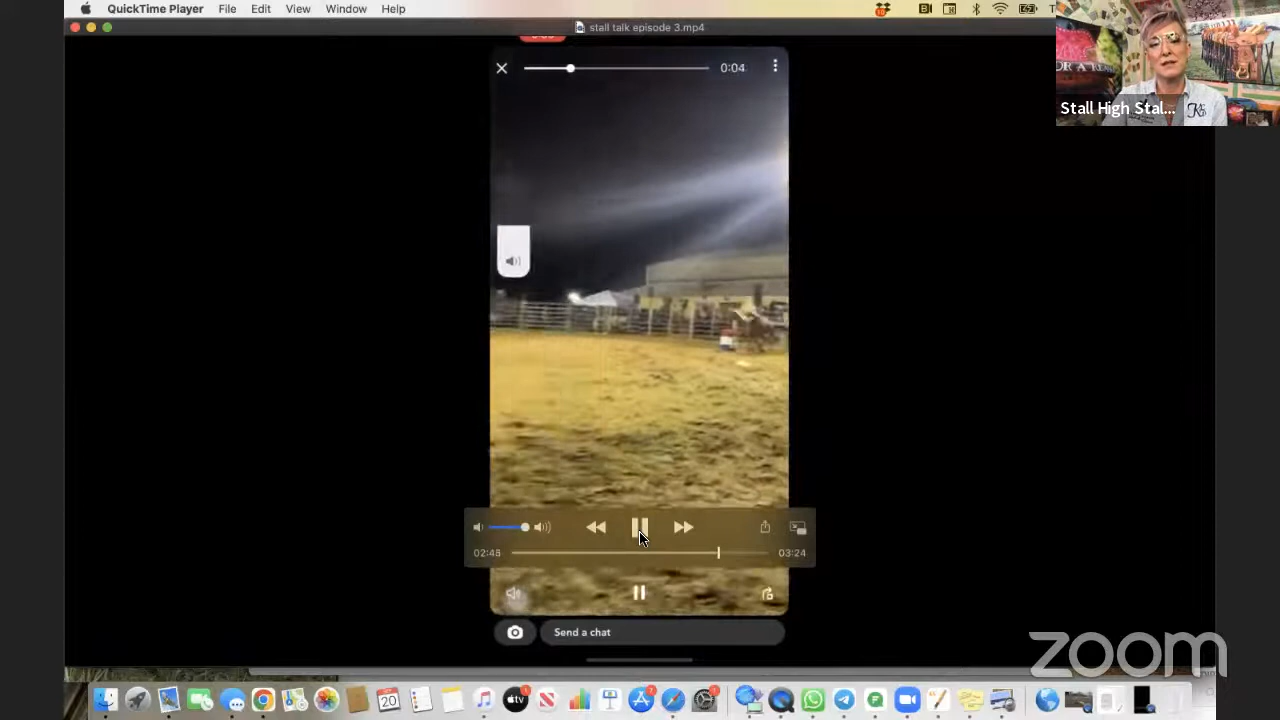 QuickTime Player File Edit View Window Help
stall talk episode 3.mp4
0:04
Stall High Stal...
02:48
03:24
Send a chat
20
zoom